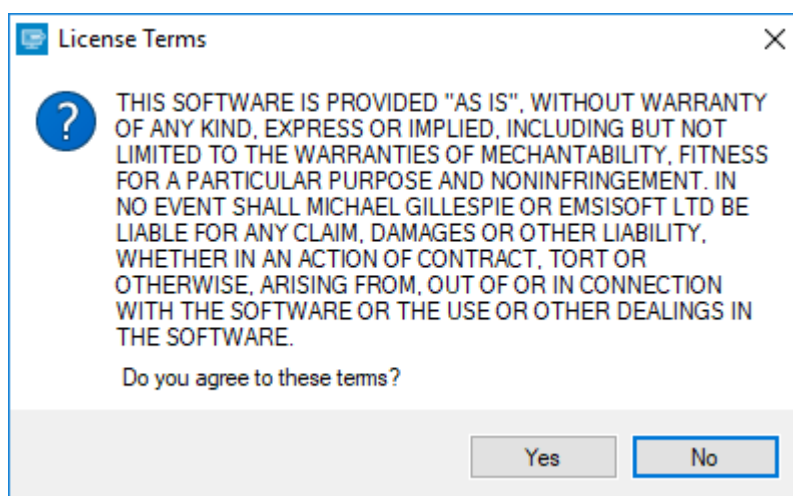 License Terms
THIS SOFTWARE IS PROVIDED "AS IS", WITHOUT WARRANTY
OF ANY KIND, EXPRESS OR IMPLIED, INCLUDING BUT NOT
LIMITED TO THE WARRANTIES OF MECHANTABILITY, FITNESS
FOR A PARTICULAR PURPOSE AND NONINFRINGEMENT. IN
NO EVENT SHALL MICHAEL GILLESPIE OR EMSISOFT LTD BE
LIABLE FOR ANY CLAIM, DAMAGES OR OTHER LIABILITY,
WHETHER IN AN ACTION OF CONTRACT, TORT OR
OTHERWISE, ARISING FROM, OUT OF OR IN CONNECTION
WITH THE SOFTWARE OR THE USE OR OTHER DEALINGS IN
THE SOFTWARE.
Do you agree to these terms?
Yes No